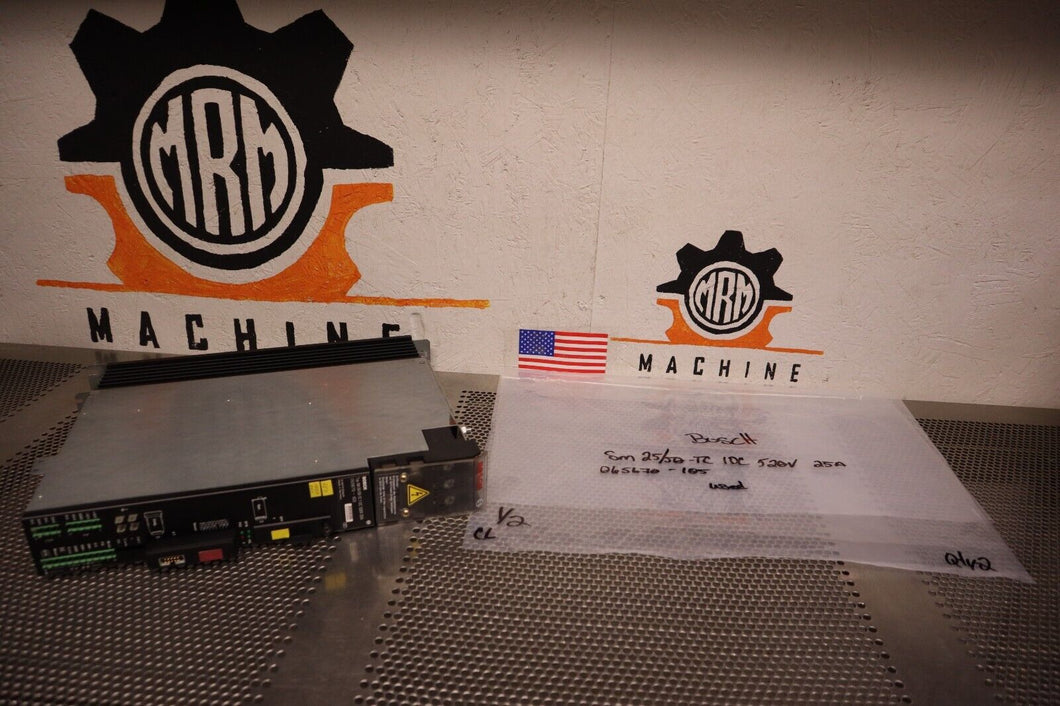 MRM
MACHINE
MRM
MACHINE
BOSCH
Sm 25/50-TC 1DC 520V 25A
065670-105
used
1/2
CL
Qty 2